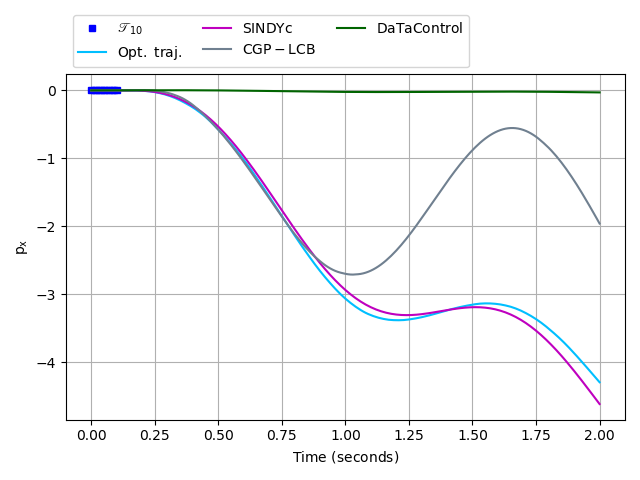 𝒯₁₀ SINDYc DaTaControl
Opt. traj. CGP − LCB
0
−1
−2
−3
−4
pₓ
0.00 0.25 0.50 0.75 1.00 1.25 1.50 1.75 2.00
Time (seconds)